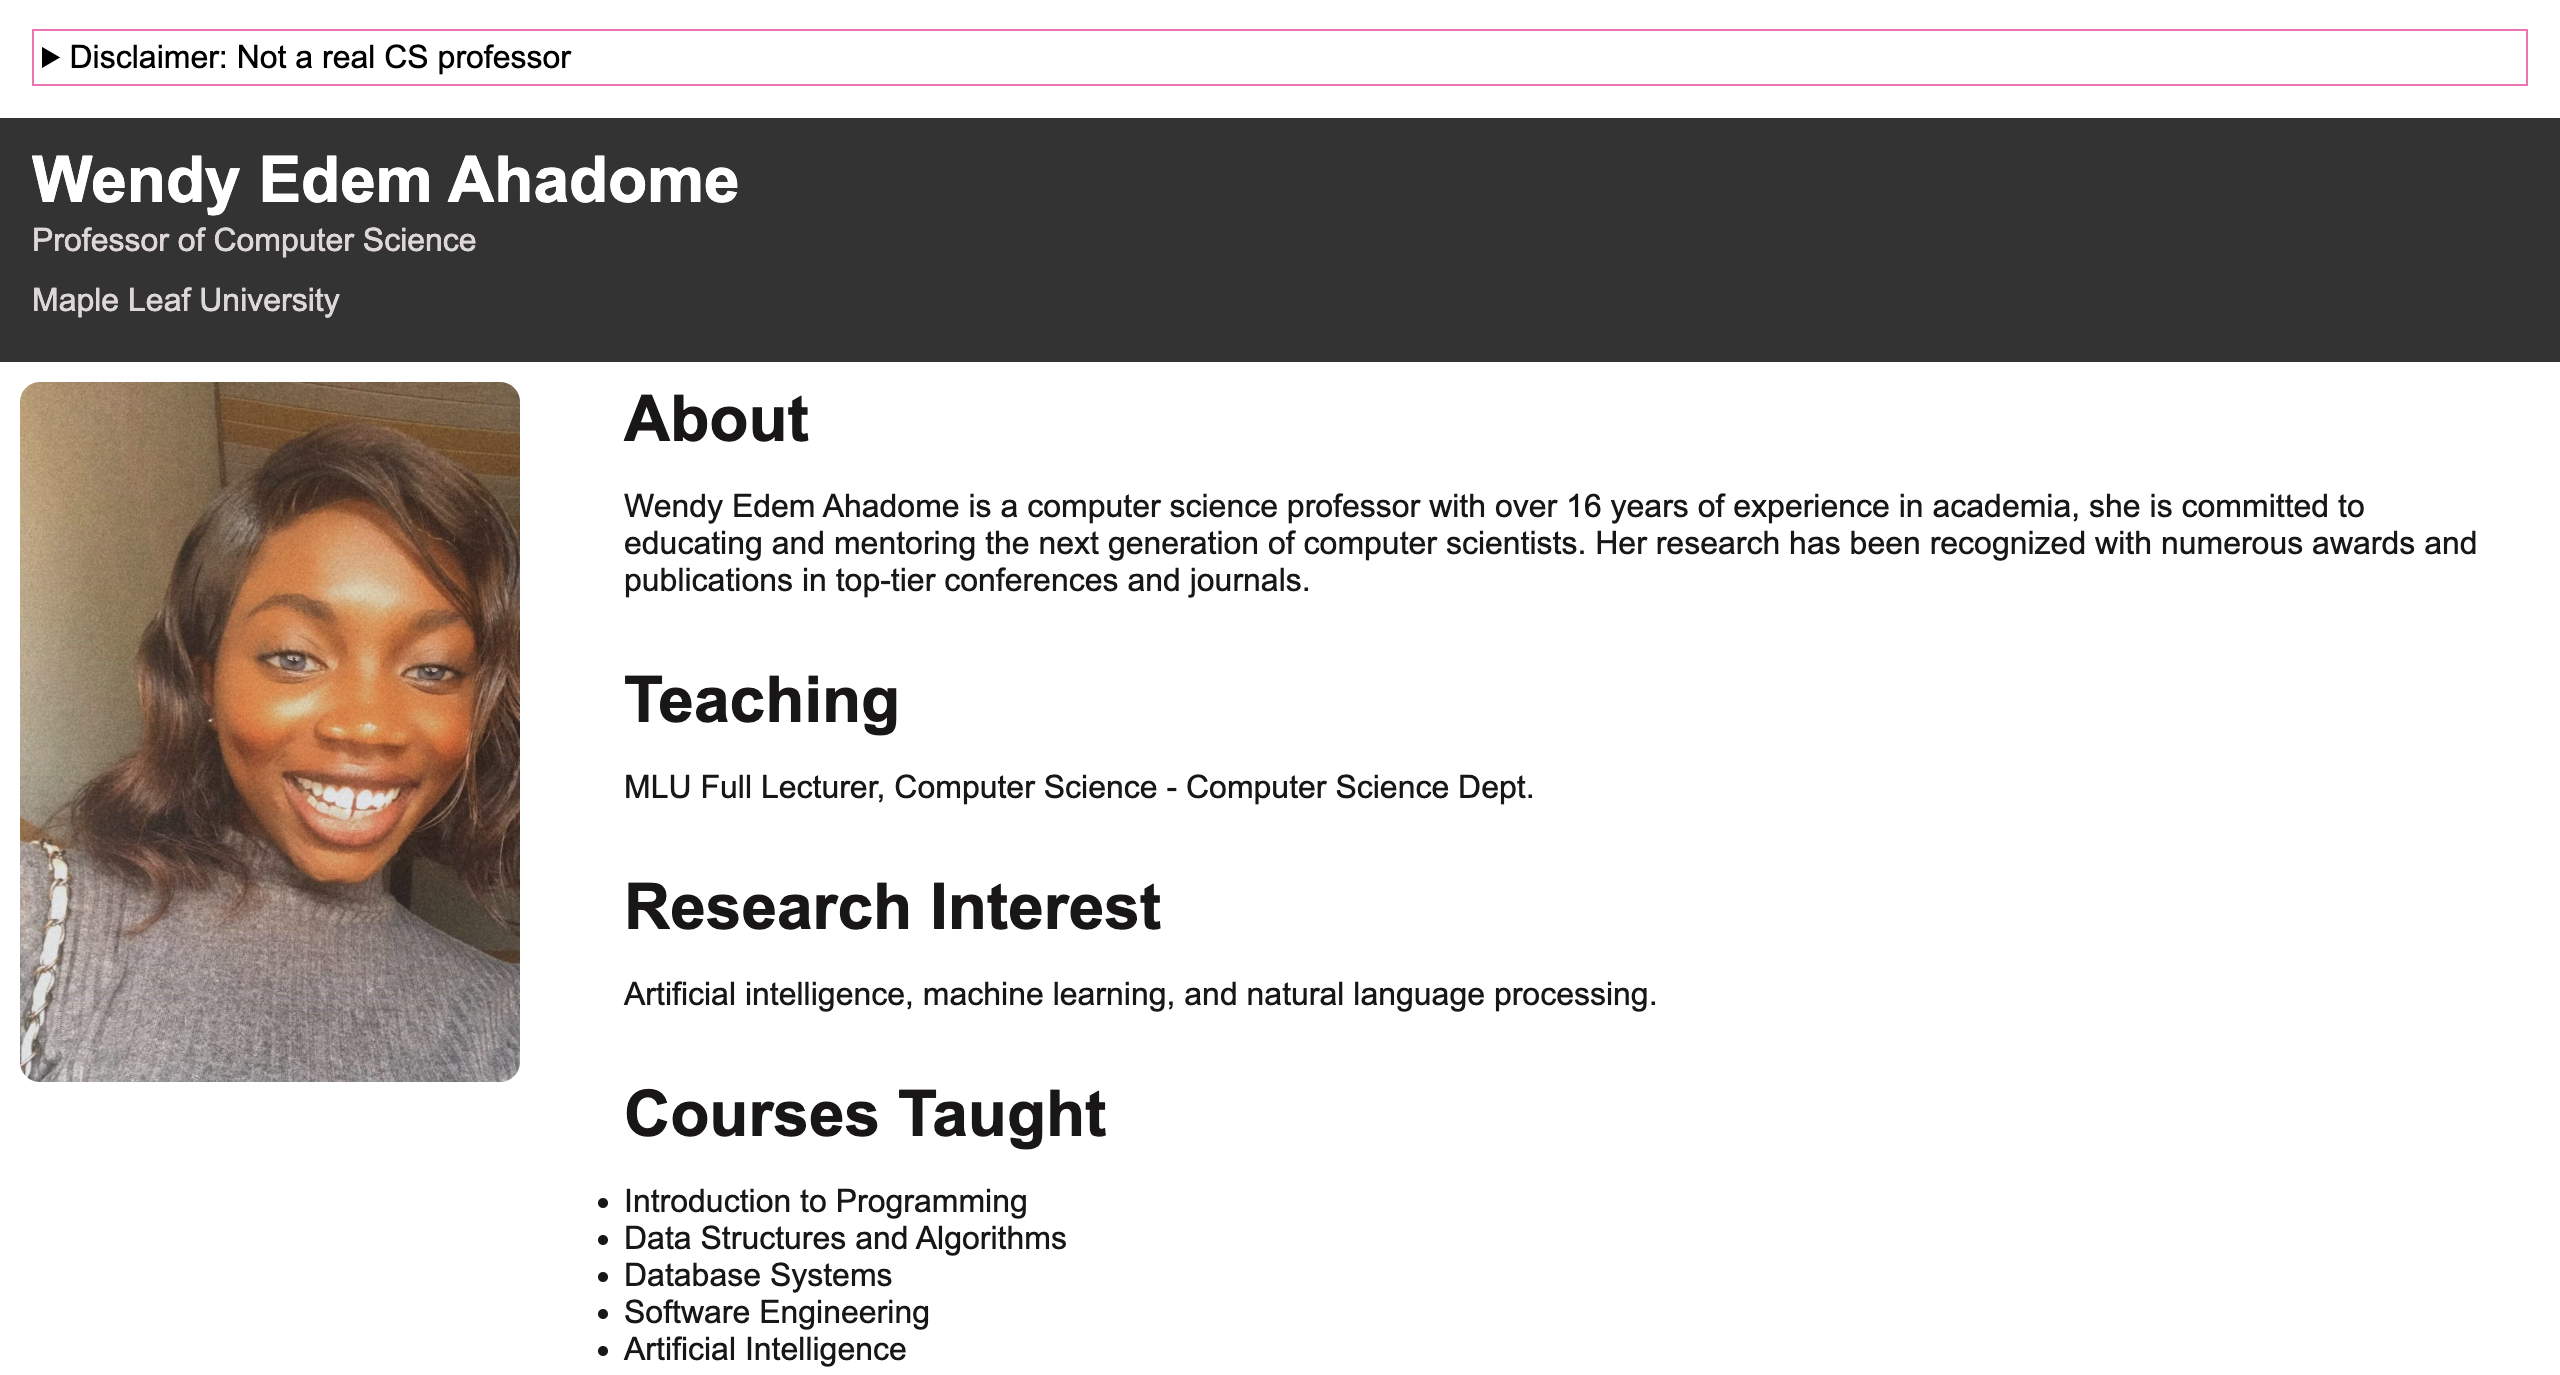 Disclaimer: Not a real CS professor
Wendy Edem Ahadome
Professor of Computer Science
Maple Leaf University
About
Wendy Edem Ahadome is a computer science professor with over 16 years of experience in academia, she is committed to
educating and mentoring the next generation of computer scientists. Her research has been recognized with numerous awards and
publications in top-tier conferences and journals.
Teaching
MLU Full Lecturer, Computer Science - Computer Science Dept.
Research Interest
Artificial intelligence, machine learning, and natural language processing.
Courses Taught
Introduction to Programming
Data Structures and Algorithms
Database Systems
Software Engineering
Artificial Intelligence